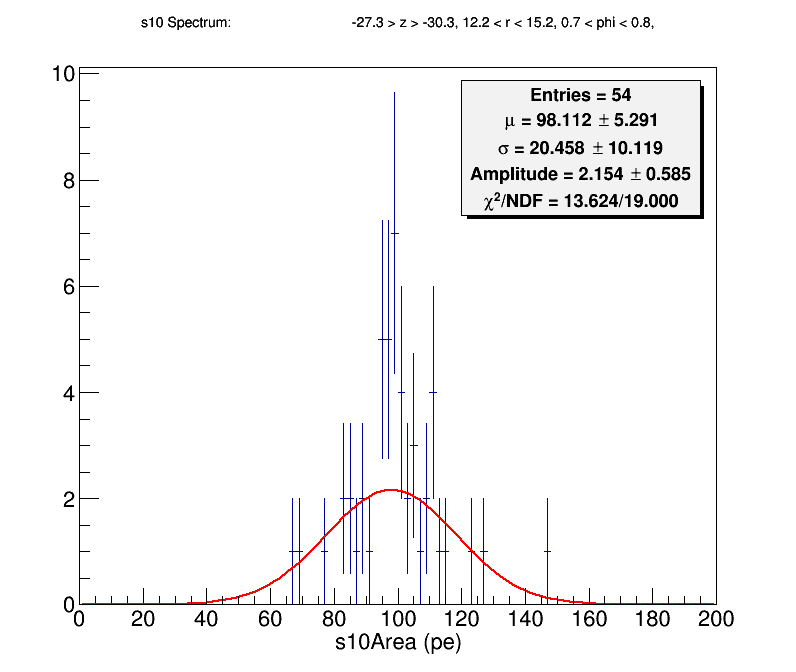 s10 Spectrum: -27.3 > z > -30.3, 12.2 < r < 15.2, 0.7 < phi < 0.8,
Entries = 54
μ = 98.112 ± 5.291
σ = 20.458 ± 10.119
Amplitude = 2.154 ± 0.585
χ²/NDF = 13.624/19.000
10
8
6
4
2
0
0 20 40 60 80 100 120 140 160 180 200
s10Area (pe)